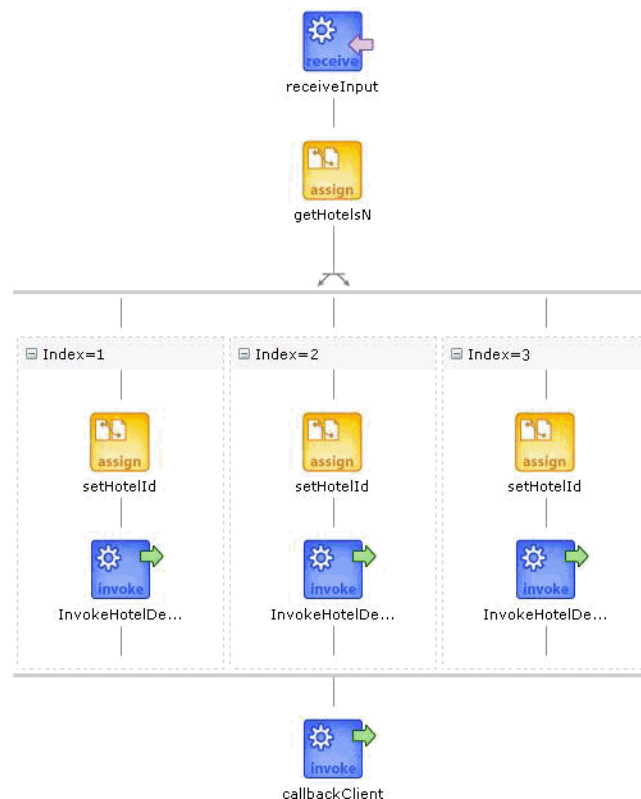 receive
receiveInput
assign
getHotelsN
Index=1 Index=2 Index=3
assign assign assign
setHotelId setHotelId setHotelId
invoke invoke invoke
InvokeHotelDe... InvokeHotelDe... InvokeHotelDe...
invoke
callbackClient